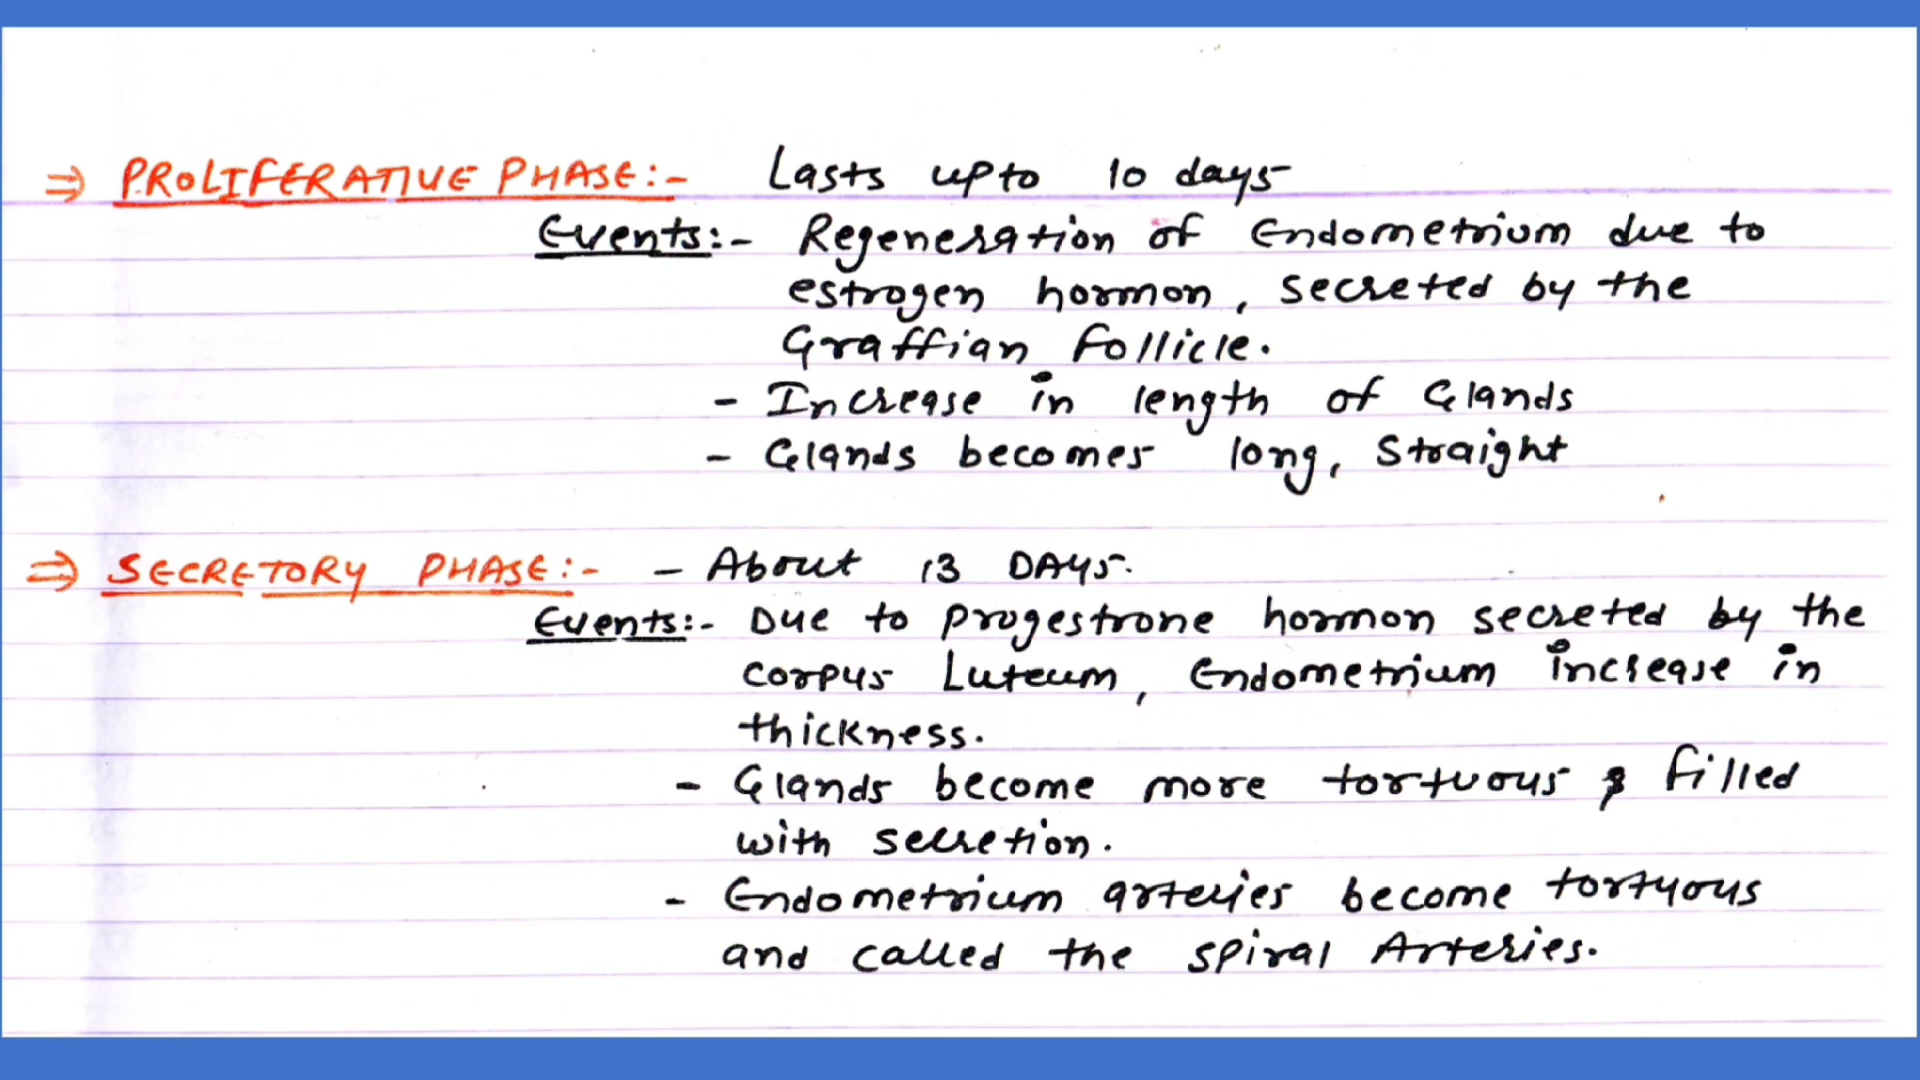 ⇒ PROLIFERATIVE PHASE:- Lasts upto 10 days
Events:- Regeneration of Endometrium due to
estrogen hormon, secreted by the
Graffian Follicle.
- Increase in length of Glands
- Glands becomes long, straight
⇒ SECRETORY PHASE:- - About 13 DAYS.
Events:- Due to progestrone hormon secreted by the
corpus Luteum, Endometrium increase in
thickness.
- Glands become more tortuous & filled
with secretion.
- Endometrium arteries become tortuous
and called the spiral Arteries.